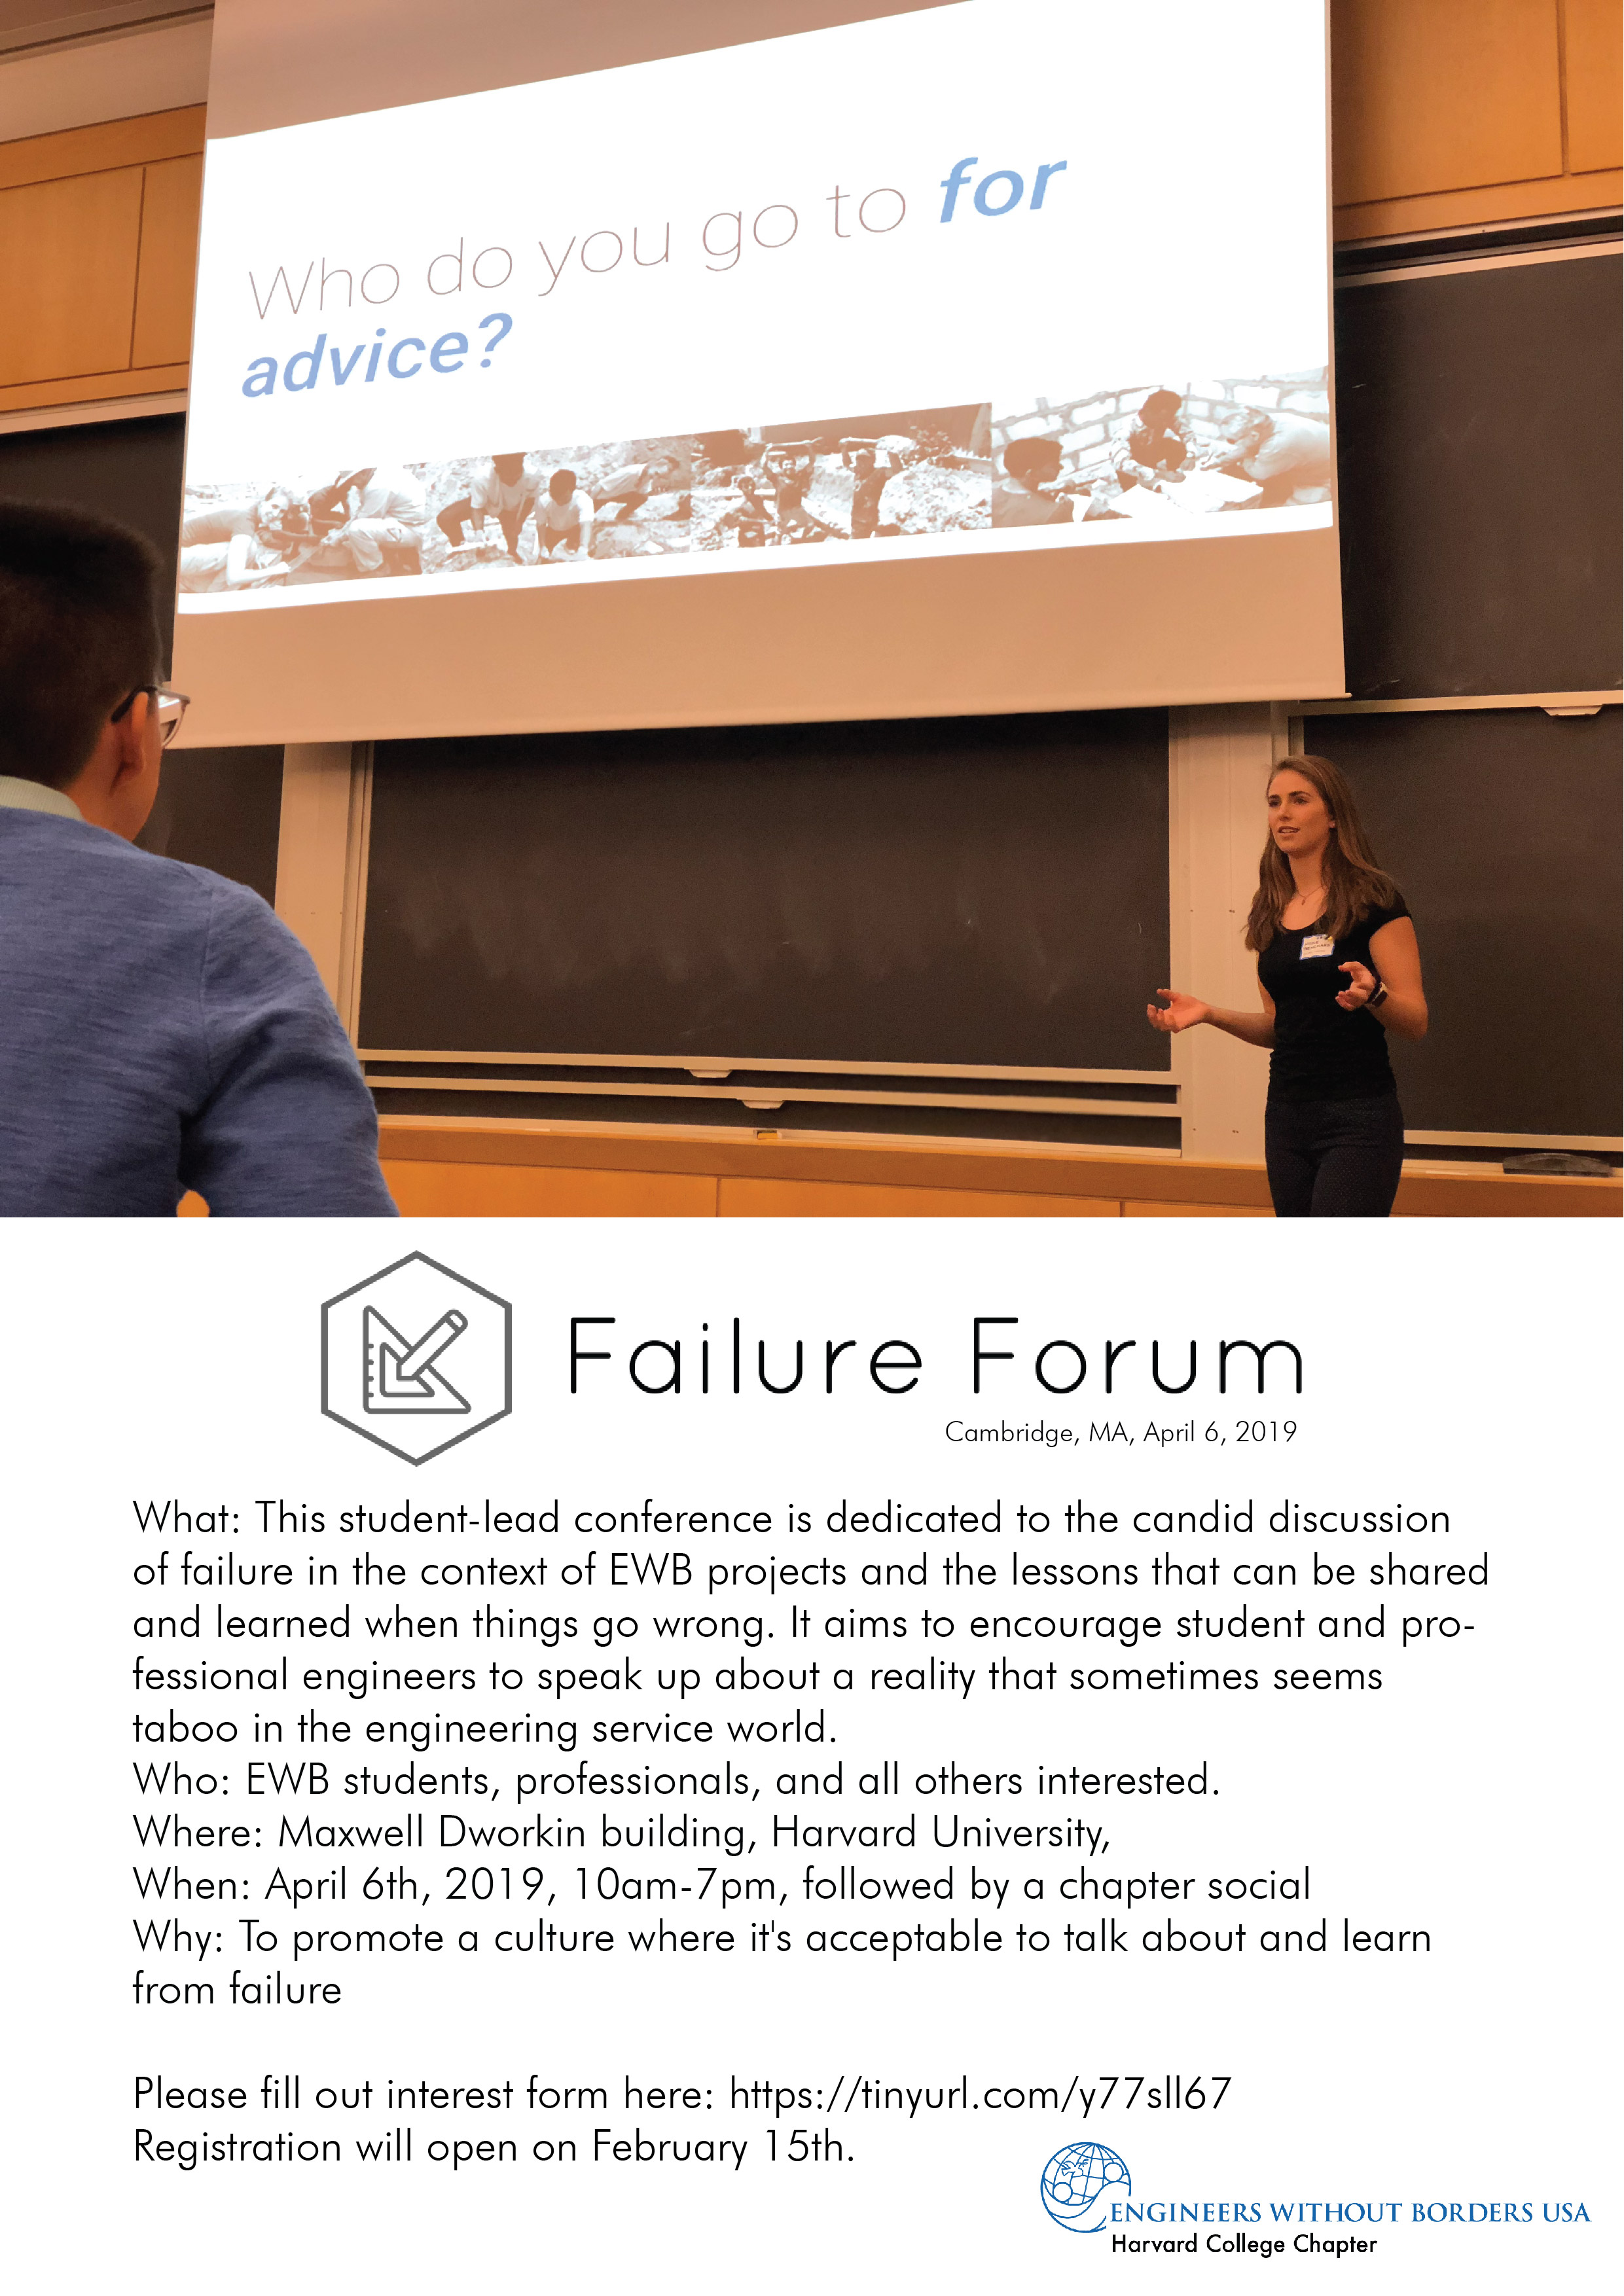 Who do you go to for
advice?
Failure Forum
Cambridge, MA, April 6, 2019
What: This student-lead conference is dedicated to the candid discussion
of failure in the context of EWB projects and the lessons that can be shared
and learned when things go wrong. It aims to encourage student and pro-
fessional engineers to speak up about a reality that sometimes seems
taboo in the engineering service world.
Who: EWB students, professionals, and all others interested.
Where: Maxwell Dworkin building, Harvard University,
When: April 6th, 2019, 10am-7pm, followed by a chapter social
Why: To promote a culture where it's acceptable to talk about and learn
from failure
Please fill out interest form here: https://tinyurl.com/y77sll67
Registration will open on February 15th.
ENGINEERS WITHOUT BORDERS USA
Harvard College Chapter